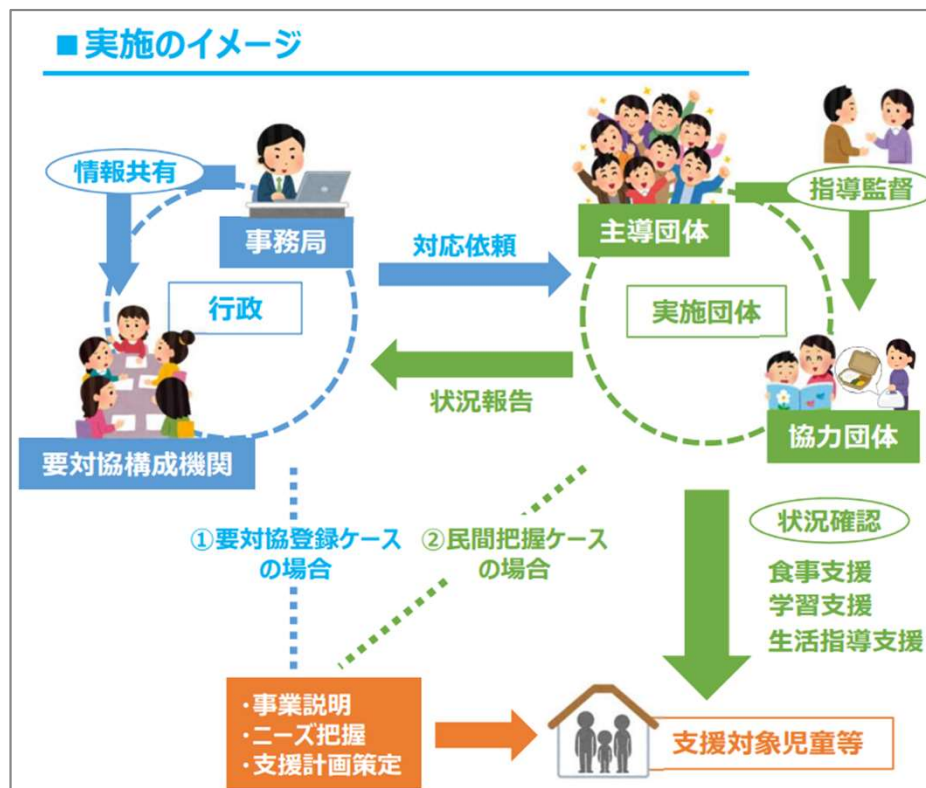 ■実施のイメージ
情報共有
事務局
行政
要対協構成機関
対応依頼
状況報告
主導団体
指導監督
実施団体
協力団体
①要対協登録ケース
の場合
②民間把握ケース
の場合
状況確認
食事支援
学習支援
生活指導支援
・事業説明
・ニーズ把握
・支援計画策定
支援対象児童等